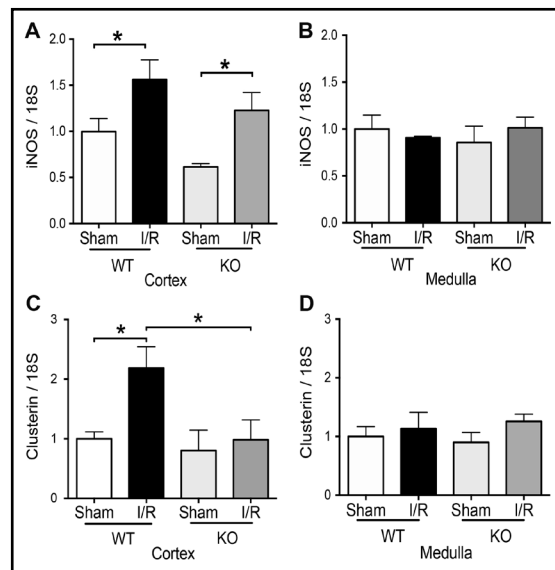 A
iNOS / 18S
2.0
1.5
1.0
0.5
0.0
*
*
Sham I/R Sham I/R
WT KO
Cortex
B
iNOS / 18S
2.0
1.5
1.0
0.5
0.0
Sham I/R Sham I/R
WT KO
Medulla
C
Clusterin / 18S
3
2
1
0
*
*
Sham I/R Sham I/R
WT KO
Cortex
D
Clusterin / 18S
3
2
1
0
Sham I/R Sham I/R
WT KO
Medulla